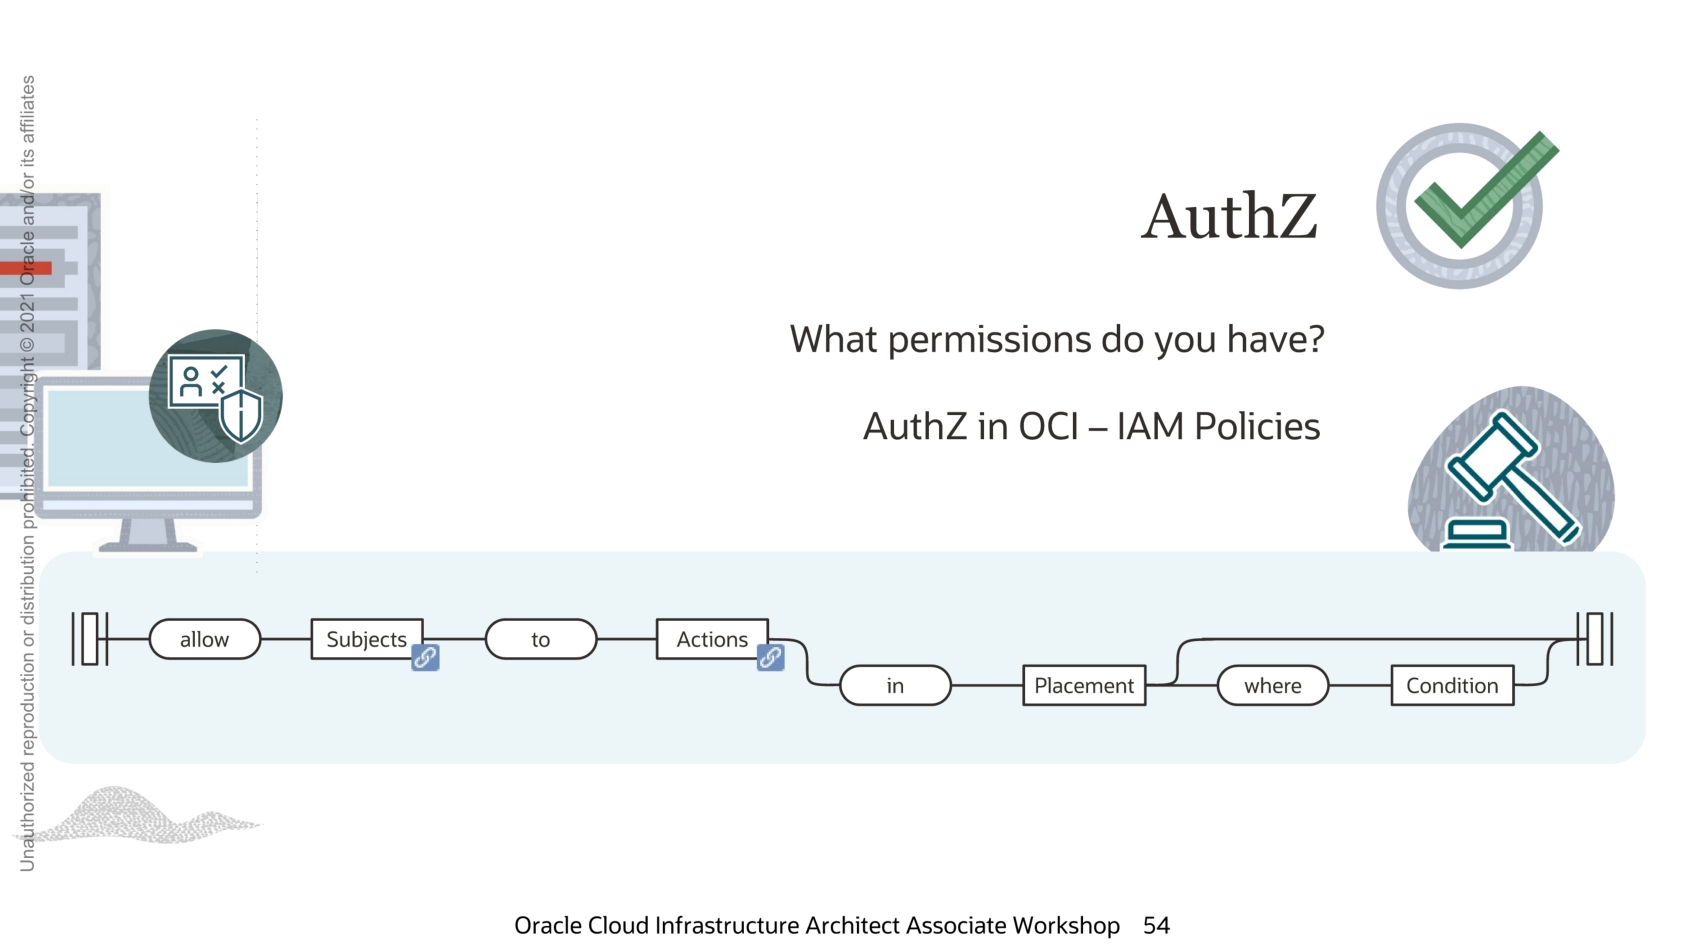 Unauthorized reproduction or distribution prohibited. Copyright © 2021 Oracle and/or its affiliates
AuthZ
What permissions do you have?
AuthZ in OCI – IAM Policies
allow Subjects to Actions
in Placement where Condition
Oracle Cloud Infrastructure Architect Associate Workshop 54